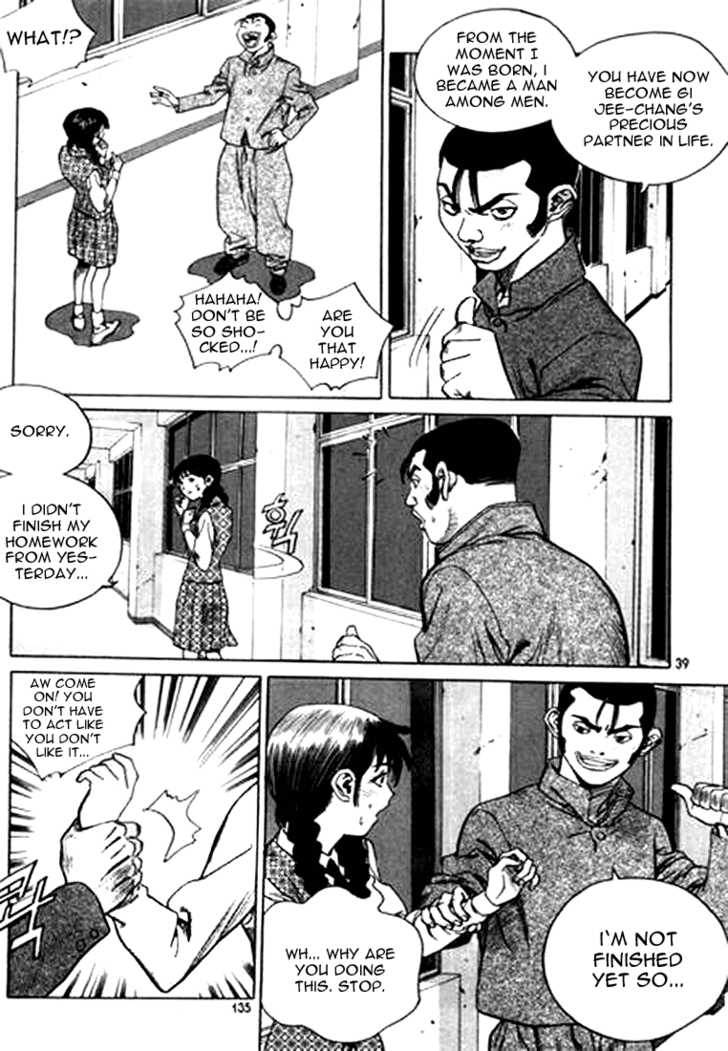 WHAT!?
FROM THE
MOMENT I
WAS BORN, I
BECAME A MAN
AMONG MEN.
YOU HAVE NOW
BECOME GI
JEE-CHANG'S
PRECIOUS
PARTNER IN LIFE.
HAHAHA!
DON'T BE
SO SHO-
CKED...!
ARE
YOU
THAT
HAPPY!
SORRY.
I DIDN'T
FINISH MY
HOMEWORK
FROM YES-
TERDAY...
휙
39
AW COME
ON! YOU
DON'T HAVE
TO ACT LIKE
YOU DON'T
LIKE IT...
135
WH... WHY ARE
YOU DOING
THIS. STOP.
I'M NOT
FINISHED
YET SO...